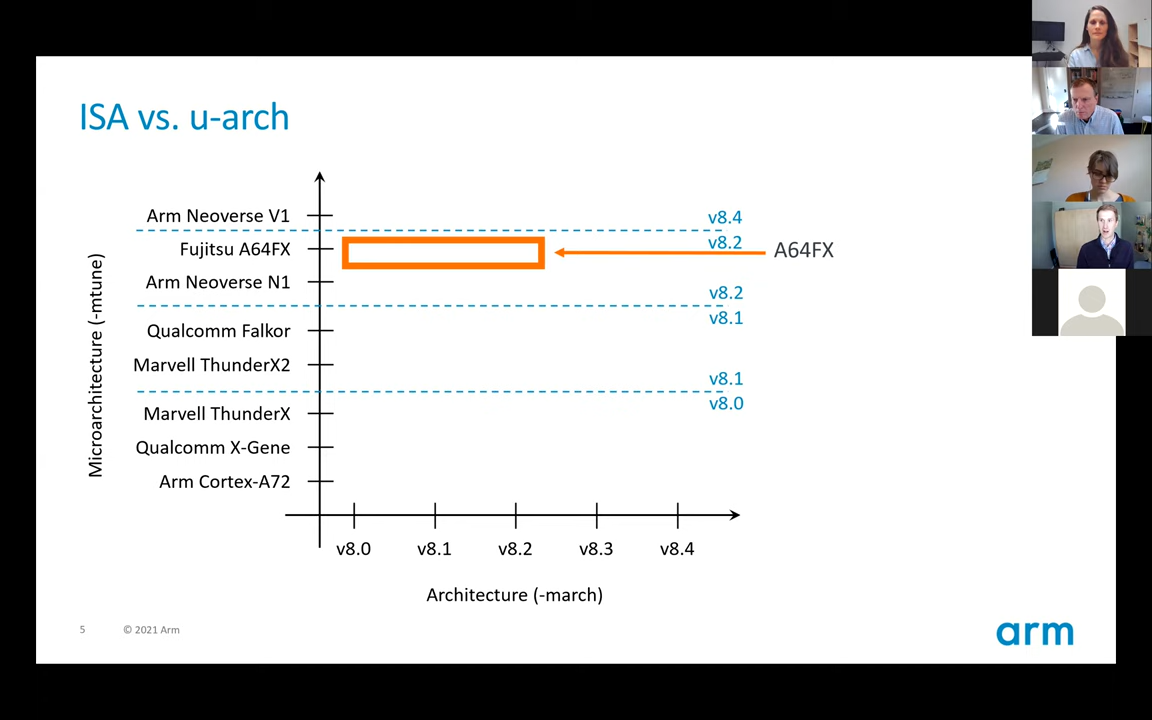 ISA vs. u-arch
Arm Neoverse V1
v8.4
Fujitsu A64FX
v8.2
A64FX
Arm Neoverse N1
v8.2
Qualcomm Falkor
v8.1
Marvell ThunderX2
v8.1
Marvell ThunderX
v8.0
Qualcomm X-Gene
Arm Cortex-A72
Microarchitecture (-mtune)
v8.0 v8.1 v8.2 v8.3 v8.4
Architecture (-march)
5 © 2021 Arm
arm